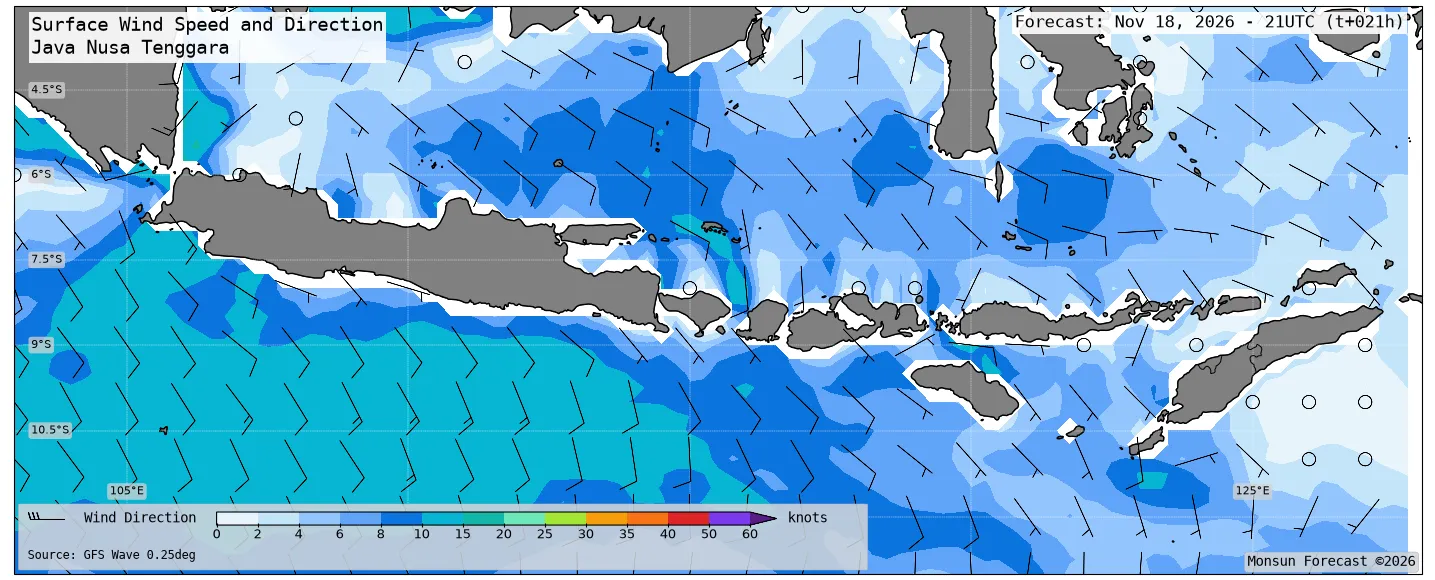 Surface Wind Speed and Direction
Java Nusa Tenggara
Forecast: Nov 18, 2026 - 21UTC (t+021h)
4.5°S
6°S
7.5°S
9°S
10.5°S
105°E
125°E
Wind Direction
0 2 4 6 8 10 15 20 25 30 35 40 50 60
knots
Source: GFS Wave 0.25deg
Monsun Forecast ©2026